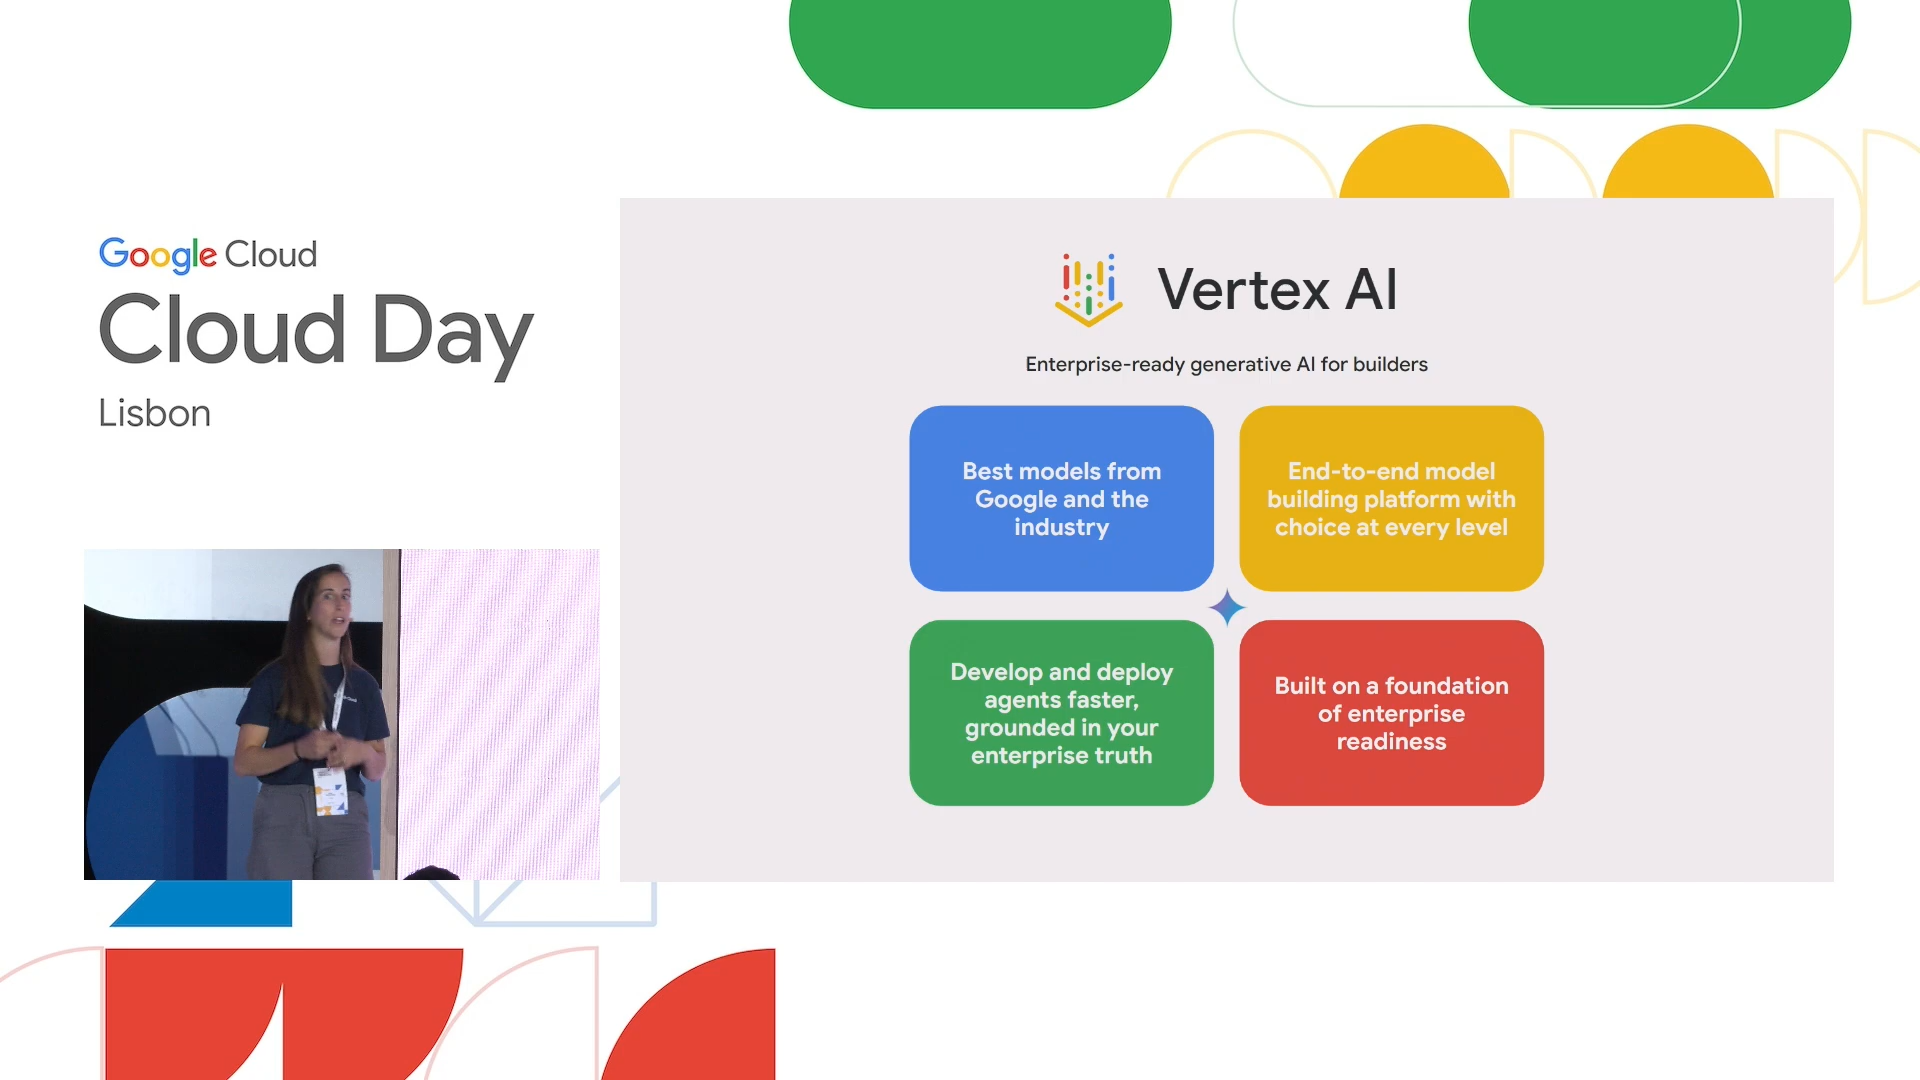 Google Cloud
Cloud Day
Lisbon
Vertex AI
Enterprise-ready generative AI for builders
Best models from
Google and the
industry
End-to-end model
building platform with
choice at every level
Develop and deploy
agents faster,
grounded in your
enterprise truth
Built on a foundation
of enterprise
readiness